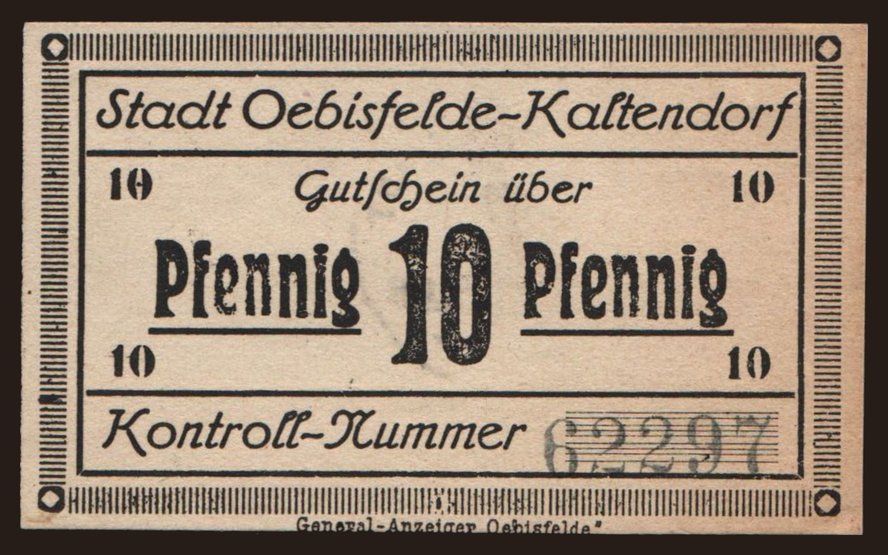 Stadt Oebisfelde-Kaltendorf
10 Gutſchein über 10
Pfennig 10 Pfennig
10 10
Kontroll-Nummer 62297
General-Anzeiger Oebisfelde"